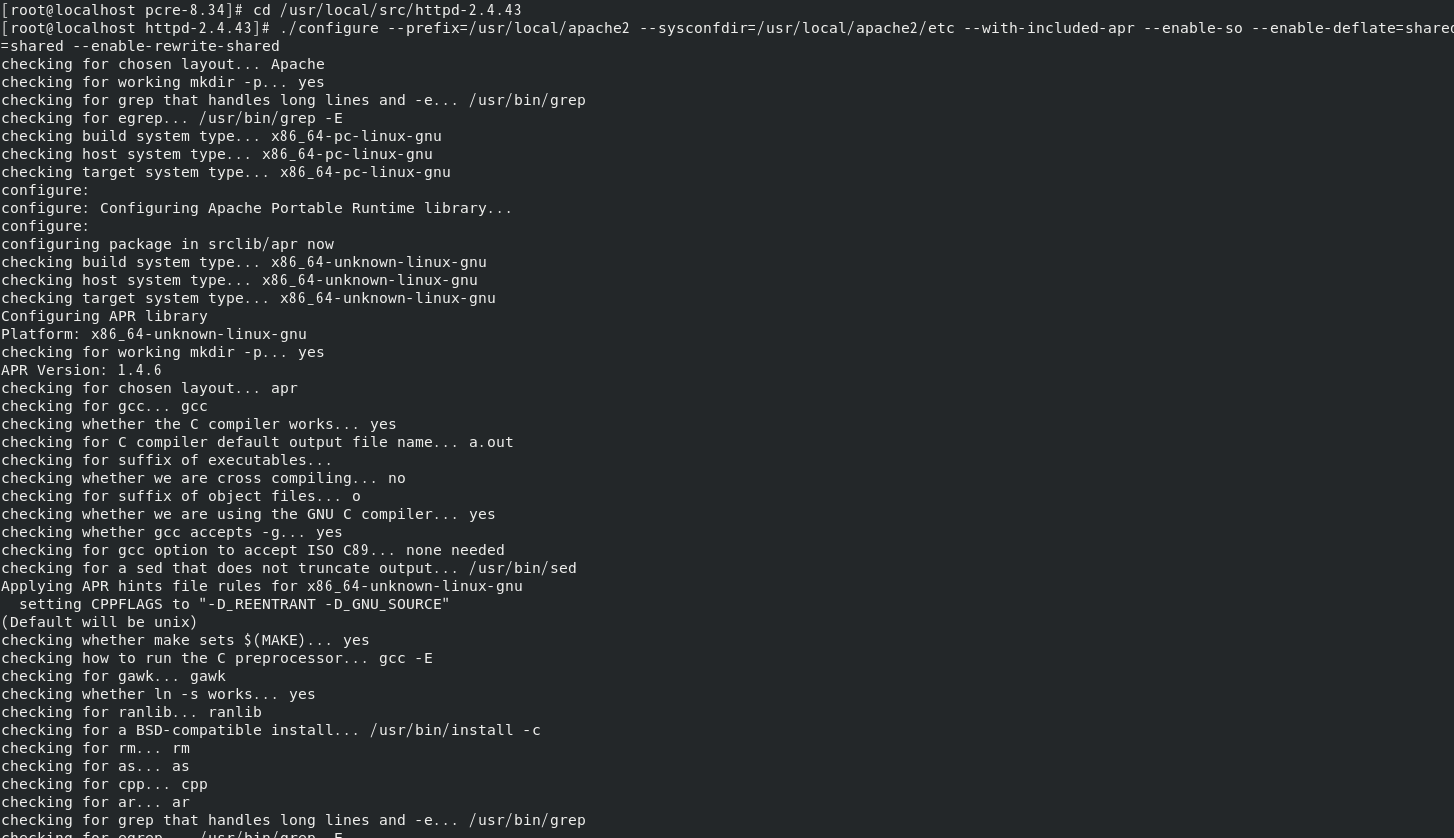 [root@localhost pcre-8.34]# cd /usr/local/src/httpd-2.4.43
[root@localhost httpd-2.4.43]# ./configure --prefix=/usr/local/apache2 --sysconfdir=/usr/local/apache2/etc --with-included-apr --enable-so --enable-deflate=shared
=shared --enable-rewrite-shared
checking for chosen layout... Apache
checking for working mkdir -p... yes
checking for grep that handles long lines and -e... /usr/bin/grep
checking for egrep... /usr/bin/grep -E
checking build system type... x86_64-pc-linux-gnu
checking host system type... x86_64-pc-linux-gnu
checking target system type... x86_64-pc-linux-gnu
configure:
configure: Configuring Apache Portable Runtime library...
configure:
configuring package in srclib/apr now
checking build system type... x86_64-unknown-linux-gnu
checking host system type... x86_64-unknown-linux-gnu
checking target system type... x86_64-unknown-linux-gnu
Configuring APR library
Platform: x86_64-unknown-linux-gnu
checking for working mkdir -p... yes
APR Version: 1.4.6
checking for chosen layout... apr
checking for gcc... gcc
checking whether the C compiler works... yes
checking for C compiler default output file name... a.out
checking for suffix of executables...
checking whether we are cross compiling... no
checking for suffix of object files... o
checking whether we are using the GNU C compiler... yes
checking whether gcc accepts -g... yes
checking for gcc option to accept ISO C89... none needed
checking for a sed that does not truncate output... /usr/bin/sed
Applying APR hints file rules for x86_64-unknown-linux-gnu
  setting CPPFLAGS to "-D_REENTRANT -D_GNU_SOURCE"
(Default will be unix)
checking whether make sets $(MAKE)... yes
checking how to run the C preprocessor... gcc -E
checking for gawk... gawk
checking whether ln -s works... yes
checking for ranlib... ranlib
checking for a BSD-compatible install... /usr/bin/install -c
checking for rm... rm
checking for as... as
checking for cpp... cpp
checking for ar... ar
checking for grep that handles long lines and -e... /usr/bin/grep
checking for egrep... /usr/bin/grep -E